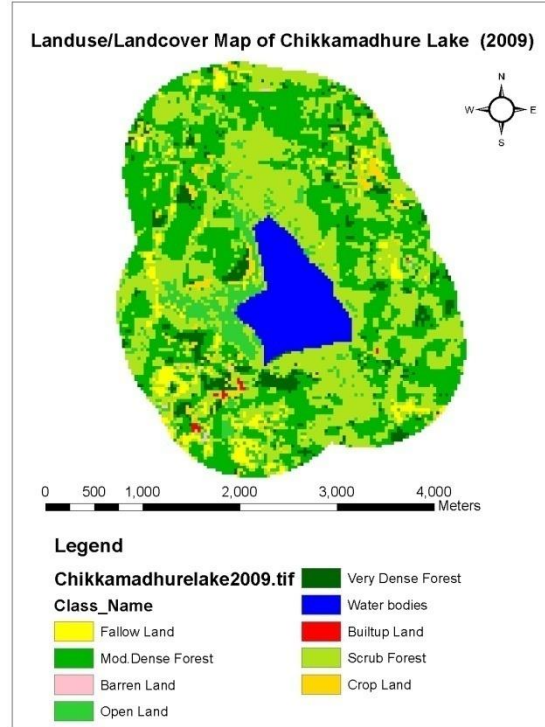 Landuse/Landcover Map of Chikkamadhure Lake (2009)
N
W E
S
0 500 1,000 2,000 3,000 4,000
Meters
Legend
Chikkamadhurelake2009.tif
Class_Name
Fallow Land
Mod.Dense Forest
Barren Land
Open Land
Very Dense Forest
Water bodies
Builtup Land
Scrub Forest
Crop Land